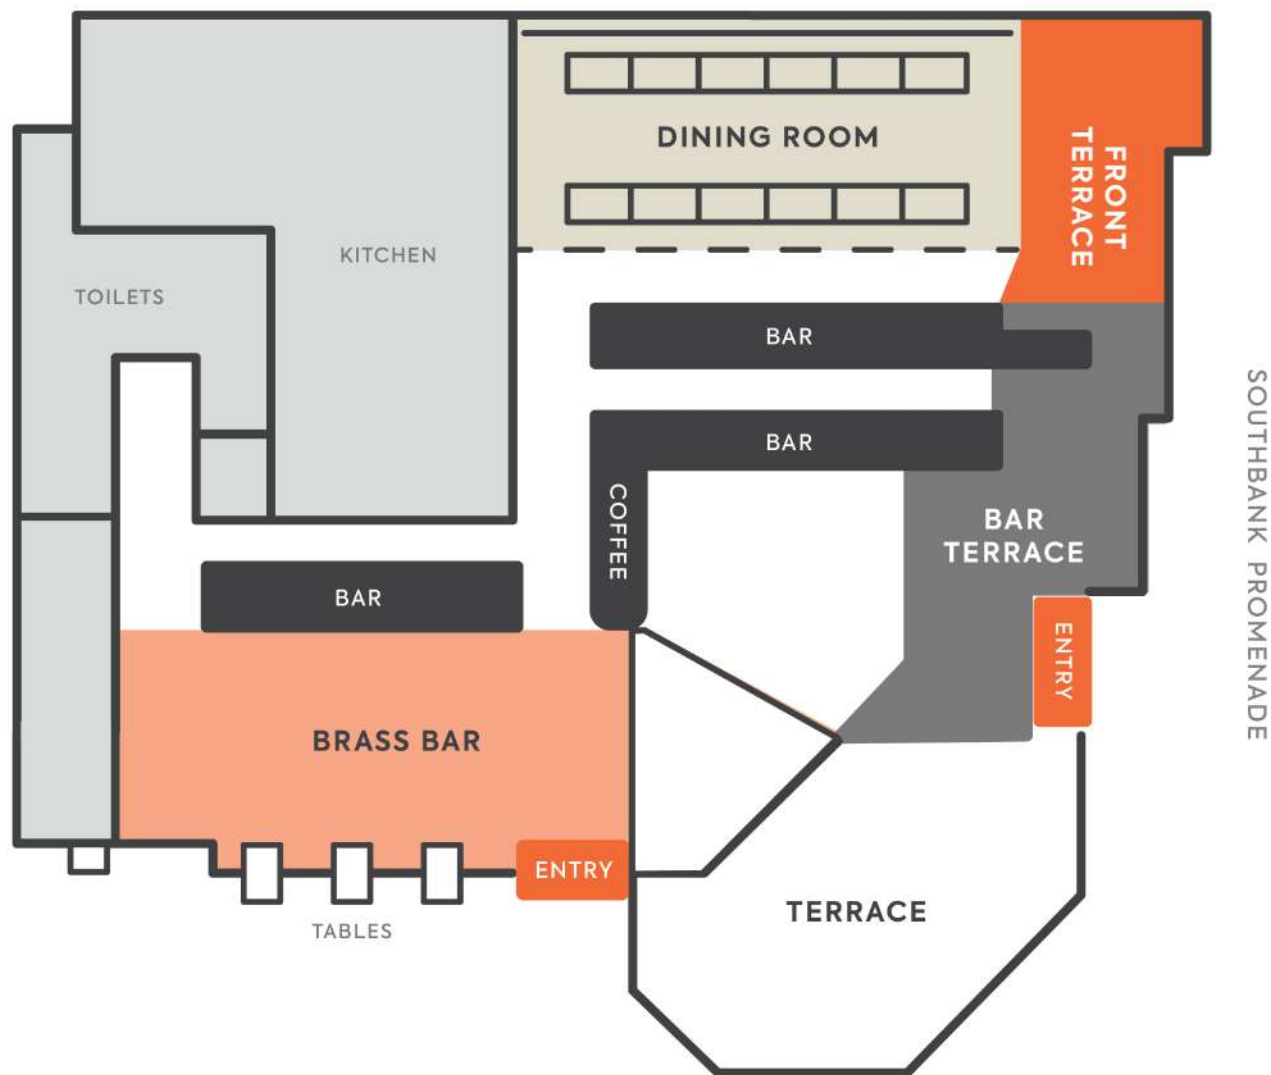 DINING ROOM
FRONT
TERRACE
KITCHEN
TOILETS
BAR
BAR
COFFEE
BAR
TERRACE
SOUTHBANK PROMENADE
BAR
ENTRY
BRASS BAR
ENTRY
TERRACE
TABLES